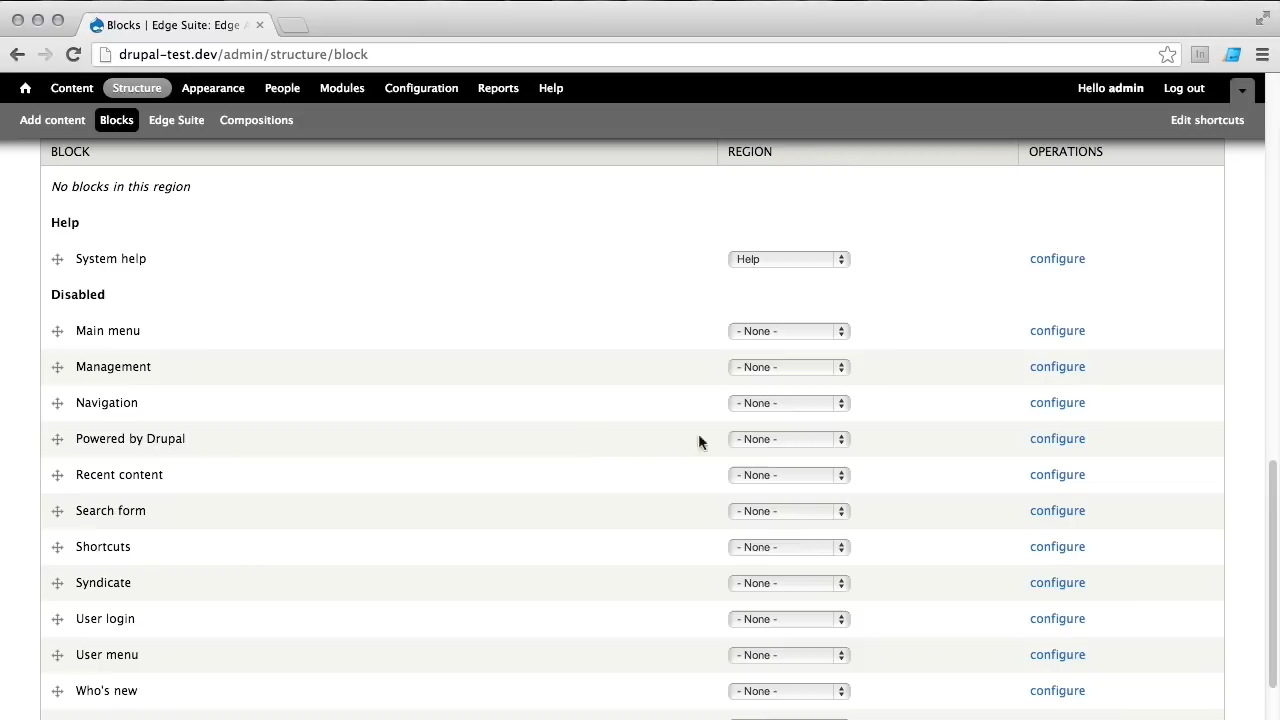 Blocks | Edge Suite: Edge A
drupal-test.dev/admin/structure/block
Content Structure Appearance People Modules Configuration Reports Help Hello admin Log out
Add content Blocks Edge Suite Compositions Edit shortcuts
BLOCK REGION OPERATIONS
No blocks in this region
Help
System help Help configure
Disabled
Main menu - None - configure
Management - None - configure
Navigation - None - configure
Powered by Drupal - None - configure
Recent content - None - configure
Search form - None - configure
Shortcuts - None - configure
Syndicate - None - configure
User login - None - configure
User menu - None - configure
Who's new - None - configure